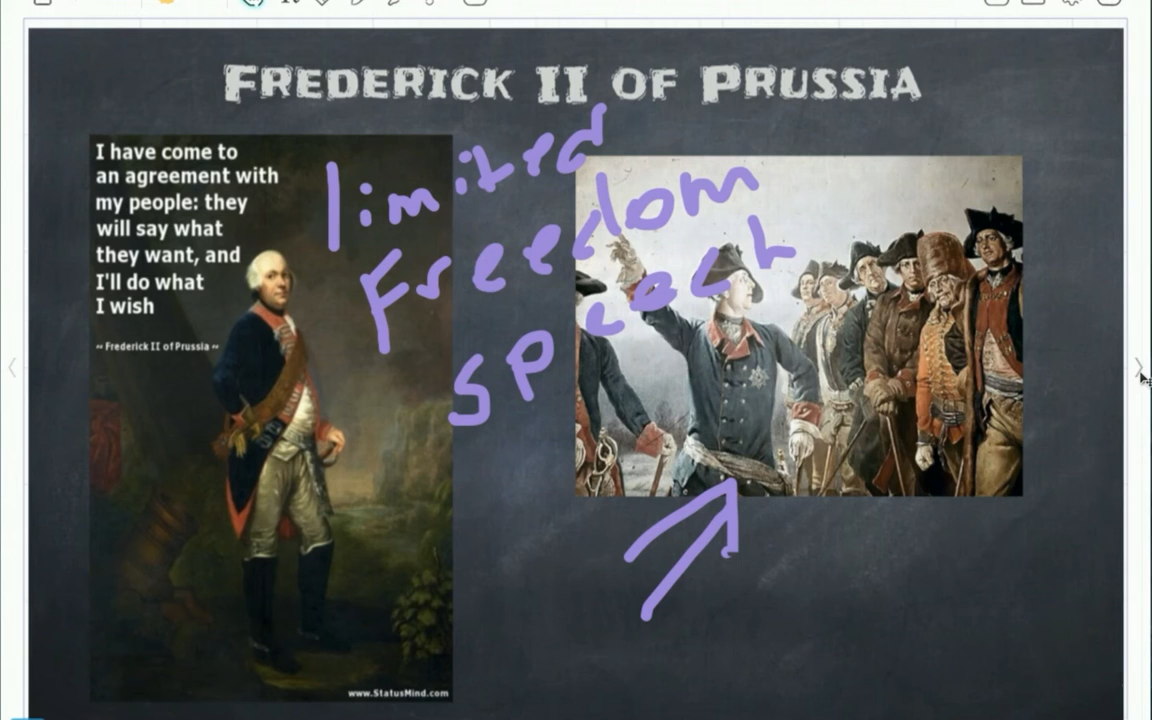 FREDERICK II OF PRUSSIA
I have come to
an agreement with
my people: they
will say what
they want, and
I'll do what
I wish
~ Frederick II of Prussia ~
www.StatusMind.com
limited
Freedom
speech